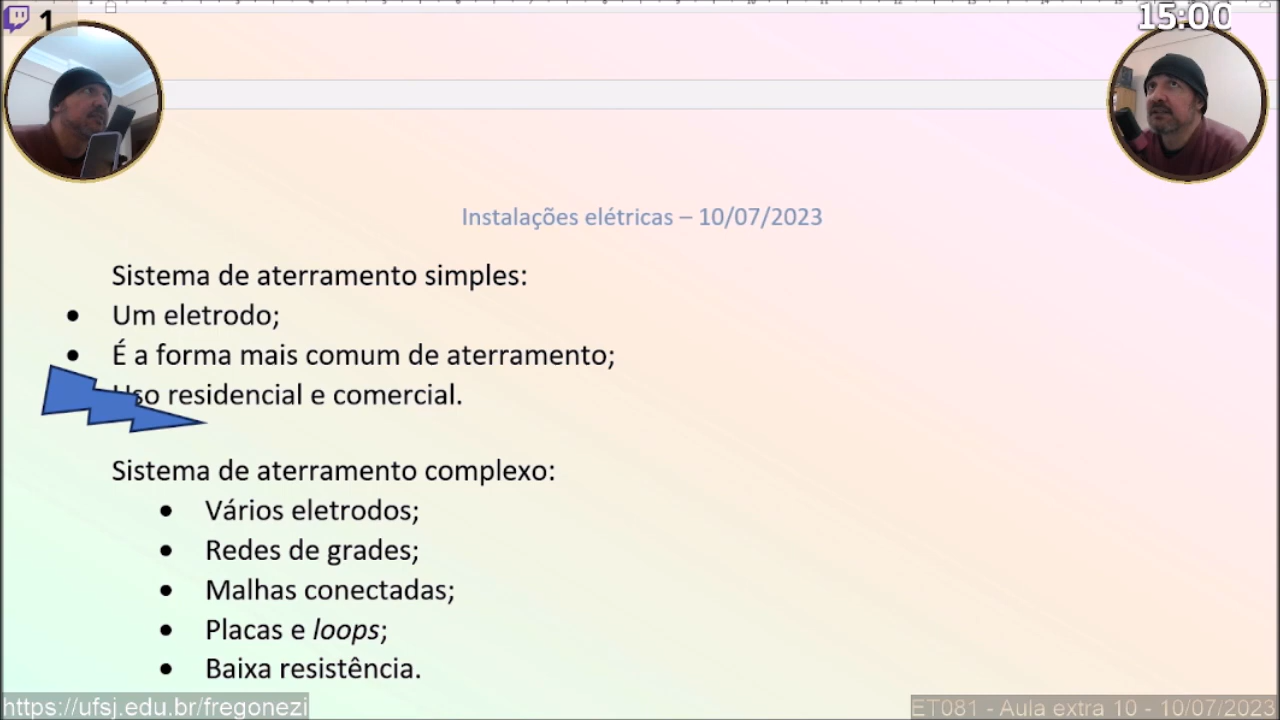 1
15:00
Instalações elétricas – 10/07/2023
Sistema de aterramento simples:
• Um eletrodo;
• É a forma mais comum de aterramento;
Uso residencial e comercial.
Sistema de aterramento complexo:
• Vários eletrodos;
• Redes de grades;
• Malhas conectadas;
• Placas e loops;
• Baixa resistência.
https://ufsj.edu.br/fregonezi
ET081 - Aula extra 10 - 10/07/2023